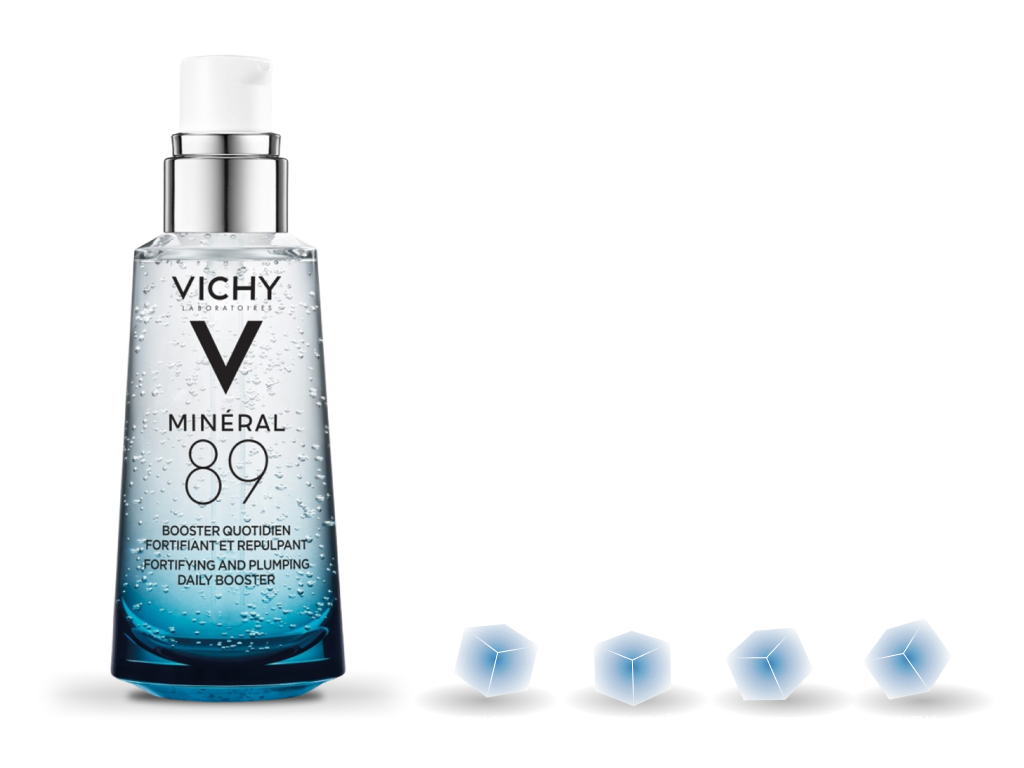 VICHY
LABORATOIRES
V
MINÉRAL
89
BOOSTER QUOTIDIEN
FORTIFIANT ET REPULPANT
FORTIFYING AND PLUMPING
DAILY BOOSTER